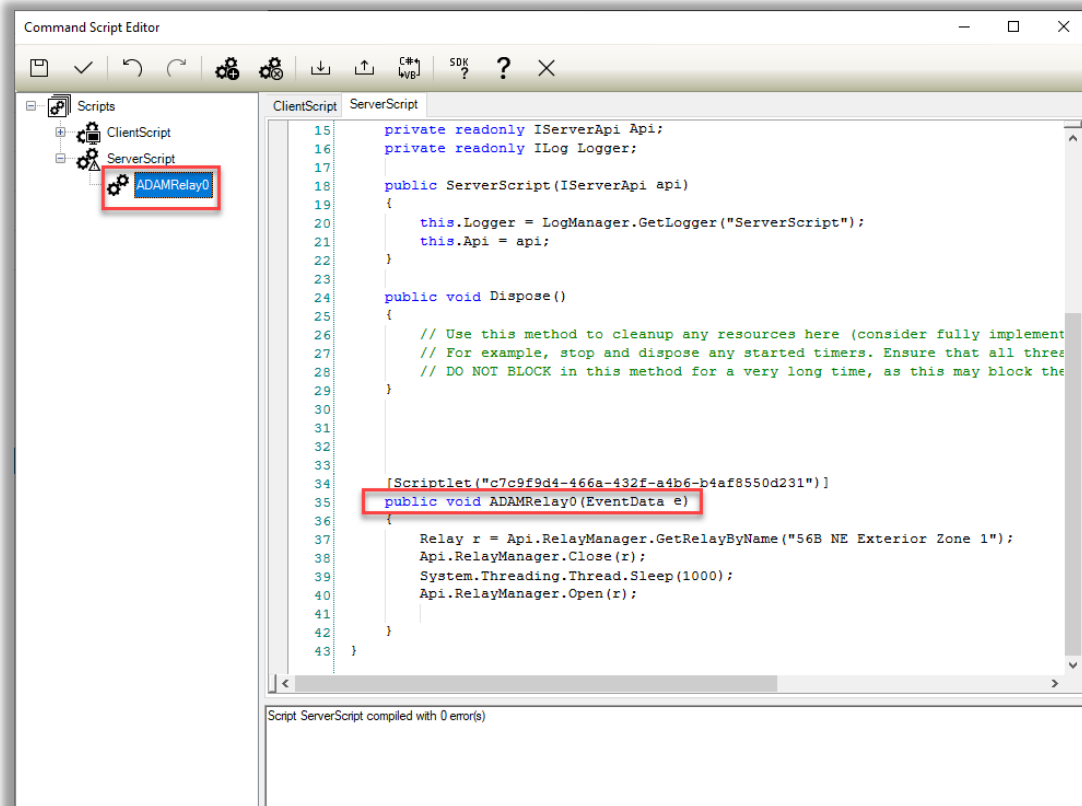 Command Script Editor
C#
VB
SDK
?
?
Scripts
ClientScript
ServerScript
ADAMRelay0
ClientScript ServerScript
15 private readonly IServerApi Api;
16 private readonly ILog Logger;
17
18 public ServerScript(IServerApi api)
19 {
20 this.Logger = LogManager.GetLogger("ServerScript");
21 this.Api = api;
22 }
23
24 public void Dispose()
25 {
26 // Use this method to cleanup any resources here (consider fully implement
27 // For example, stop and dispose any started timers. Ensure that all threa
28 // DO NOT BLOCK in this method for a very long time, as this may block the
29 }
30
31
32
33
34 [Scriptlet("c7c9f9d4-466a-432f-a4b6-b4af8550d231")]
35 public void ADAMRelay0(EventData e)
36 {
37 Relay r = Api.RelayManager.GetRelayByName("56B NE Exterior Zone 1");
38 Api.RelayManager.Close(r);
39 System.Threading.Thread.Sleep(1000);
40 Api.RelayManager.Open(r);
41
42 }
43 }
Script ServerScript compiled with 0 error(s)